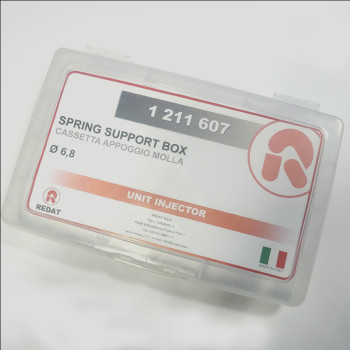 1 211 607
SPRING SUPPORT BOX
CASSETTA APPOGGIO MOLLA
Ø 6,8
UNIT INJECTOR
REDAT